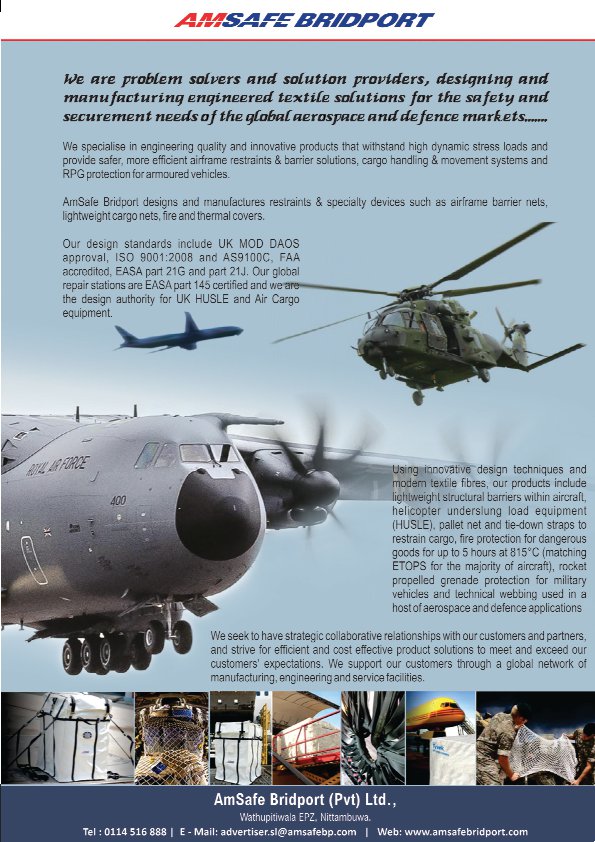 AMSAFE BRIDPORT
We are problem solvers and solution providers, designing and
manufacturing engineered textile solutions for the safety and
securement needs of the global aerospace and defence markets.......
We specialise in engineering quality and innovative products that withstand high dynamic stress loads and
provide safer, more efficient airframe restraints & barrier solutions, cargo handling & movement systems and
RPG protection for armoured vehicles.
AmSafe Bridport designs and manufactures restraints & specialty devices such as airframe barrier nets,
lightweight cargo nets, fire and thermal covers.
Our design standards include UK MOD DAOS
approval, ISO 9001:2008 and AS9100C, FAA
accredited, EASA part 21G and part 21J. Our global
repair stations are EASA part 145 certified and we are
the design authority for UK HUSLE and Air Cargo
equipment.
ROYAL AIR FORCE
400
Using innovative design techniques and
modern textile fibres, our products include
lightweight structural barriers within aircraft,
helicopter underslung load equipment
(HUSLE), pallet net and tie-down straps to
restrain cargo, fire protection for dangerous
goods for up to 5 hours at 815°C (matching
ETOPS for the majority of aircraft), rocket
propelled grenade protection for military
vehicles and technical webbing used in a
host of aerospace and defence applications
We seek to have strategic collaborative relationships with our customers and partners,
and strive for efficient and cost effective product solutions to meet and exceed our
customers' expectations. We support our customers through a global network of
manufacturing, engineering and service facilities.
AmSafe Bridport (Pvt) Ltd.,
Wathupitiwala EPZ, Nittambuwa.
Tel : 0114 516 888 | E - Mail: advertiser.sl@amsafebp.com | Web: www.amsafebridport.com